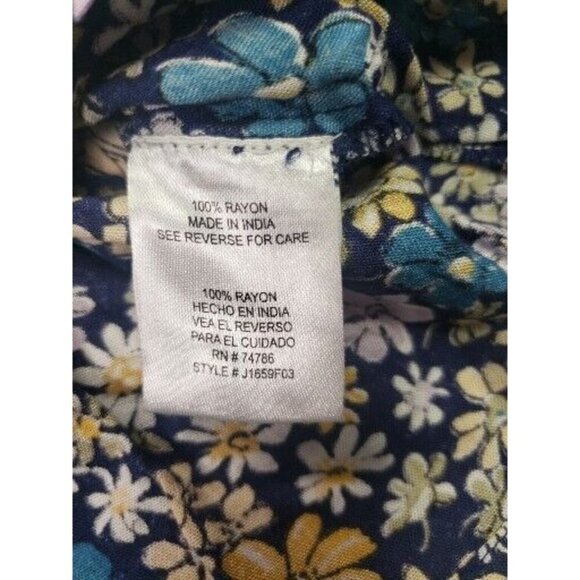 100% RAYON
MADE IN INDIA
SEE REVERSE FOR CARE
100% RAYON
HECHO EN INDIA
VEA EL REVERSO
PARA EL CUIDADO
RN # 74786
STYLE # J1659F03